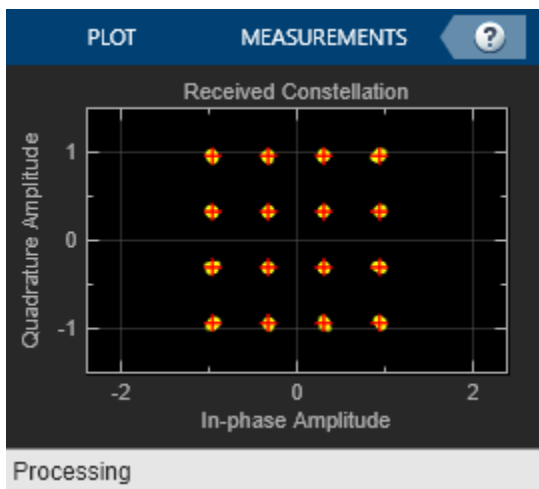 PLOT MEASUREMENTS ?
Received Constellation
Quadrature Amplitude
1
0
-1
-2 0 2
In-phase Amplitude
Processing